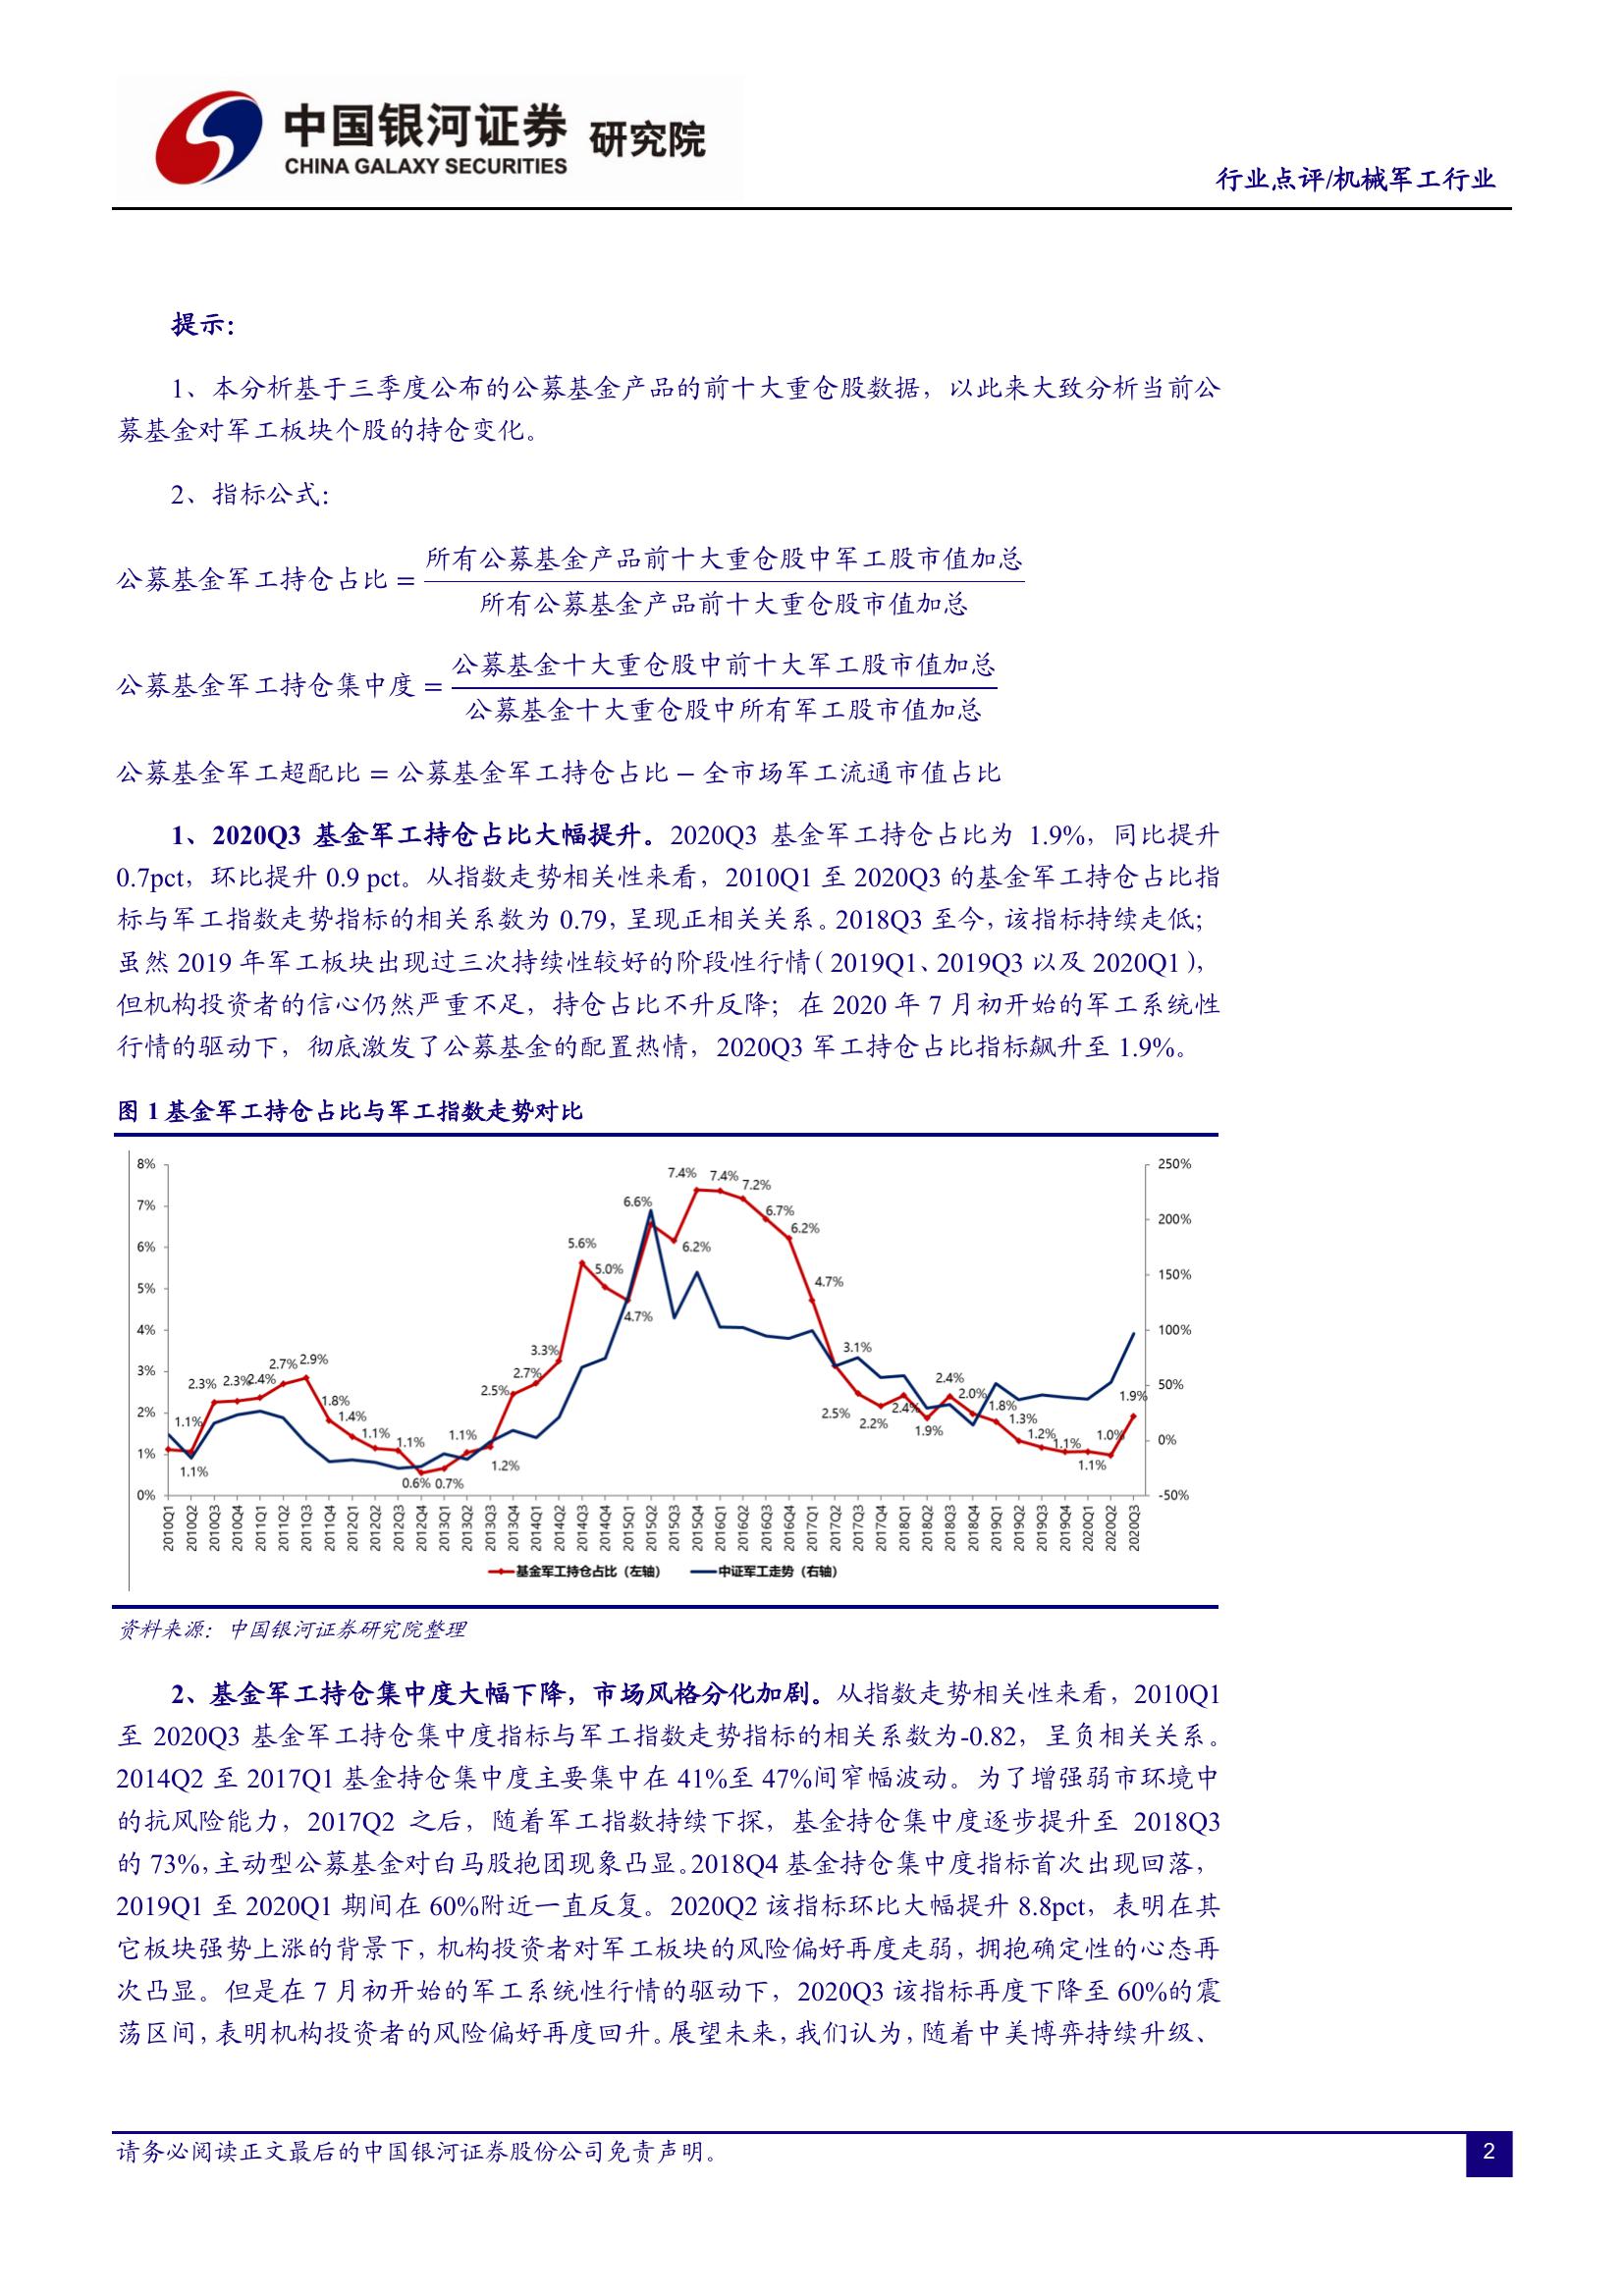 中国银河证券 研究院
CHINA GALAXY SECURITIES
行业点评/机械军工行业
提示：
1、本分析基于三季度公布的公募基金产品的前十大重仓股数据，以此来大致分析当前公
募基金对军工板块个股的持仓变化。
2、指标公式：
公募基金军工持仓占比 =
所有公募基金产品前十大重仓股中军工股市值加总
所有公募基金产品前十大重仓股市值加总
公募基金军工持仓集中度 =
公募基金十大重仓股中前十大军工股市值加总
公募基金十大重仓股中所有军工股市值加总
公募基金军工超配比 = 公募基金军工持仓占比 − 全市场军工流通市值占比
1、2020Q3 基金军工持仓占比大幅提升。2020Q3 基金军工持仓占比为 1.9%，同比提升
0.7pct，环比提升 0.9 pct。从指数走势相关性来看，2010Q1 至 2020Q3 的基金军工持仓占比指
标与军工指数走势指标的相关系数为 0.79，呈现正相关关系。2018Q3 至今，该指标持续走低；
虽然 2019 年军工板块出现过三次持续性较好的阶段性行情（2019Q1、2019Q3 以及 2020Q1），
但机构投资者的信心仍然严重不足，持仓占比不升反降；在 2020 年 7 月初开始的军工系统性
行情的驱动下，彻底激发了公募基金的配置热情，2020Q3 军工持仓占比指标飙升至 1.9%。
图 1 基金军工持仓占比与军工指数走势对比
8%
7%
6%
5%
4%
3%
2%
1%
0%
250%
200%
150%
100%
50%
0%
-50%
1.1%
1.1%
2.3%
2.3%
2.4%
2.7%
2.9%
1.8%
1.4%
1.1%
1.1%
0.6%
0.7%
1.1%
1.2%
2.5%
2.7%
3.3%
5.6%
5.0%
4.7%
6.6%
6.2%
7.4%
7.4%
7.2%
6.7%
6.2%
4.7%
3.1%
2.5%
2.2%
2.4%
1.9%
2.4%
2.0%
1.8%
1.3%
1.2%
1.1%
1.1%
1.0%
1.9%
2010Q1
2010Q2
2010Q3
2010Q4
2011Q1
2011Q2
2011Q3
2011Q4
2012Q1
2012Q2
2012Q3
2012Q4
2013Q1
2013Q2
2013Q3
2013Q4
2014Q1
2014Q2
2014Q3
2014Q4
2015Q1
2015Q2
2015Q3
2015Q4
2016Q1
2016Q2
2016Q3
2016Q4
2017Q1
2017Q2
2017Q3
2017Q4
2018Q1
2018Q2
2018Q3
2018Q4
2019Q1
2019Q2
2019Q3
2019Q4
2020Q1
2020Q2
2020Q3
基金军工持仓占比（左轴） 中证军工走势（右轴）
资料来源：中国银河证券研究院整理
2、基金军工持仓集中度大幅下降，市场风格分化加剧。从指数走势相关性来看，2010Q1
至 2020Q3 基金军工持仓集中度指标与军工指数走势指标的相关系数为-0.82，呈负相关关系。
2014Q2 至 2017Q1 基金持仓集中度主要集中在 41%至 47%间窄幅波动。为了增强弱市环境中
的抗风险能力，2017Q2 之后，随着军工指数持续下探，基金持仓集中度逐步提升至 2018Q3
的 73%，主动型公募基金对白马股抱团现象凸显。2018Q4 基金持仓集中度指标首次出现回落，
2019Q1 至 2020Q1 期间在 60%附近一直反复。2020Q2 该指标环比大幅提升 8.8pct，表明在其
它板块强势上涨的背景下，机构投资者对军工板块的风险偏好再度走弱，拥抱确定性的心态再
次凸显。但是在 7 月初开始的军工系统性行情的驱动下，2020Q3 该指标再度下降至 60%的震
荡区间，表明机构投资者的风险偏好再度回升。展望未来，我们认为，随着中美博弈持续升级、
请务必阅读正文最后的中国银河证券股份公司免责声明。
2